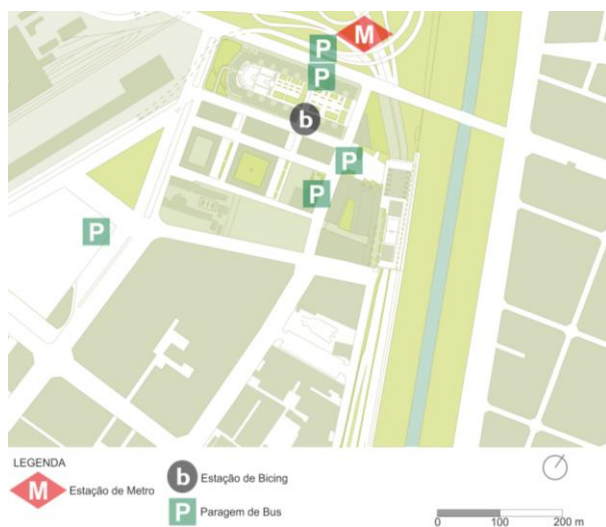 M
P
P
b
P
P
P
LEGENDA
M Estação de Metro
b Estação de Bicing
P Paragem de Bus
0 100 200 m